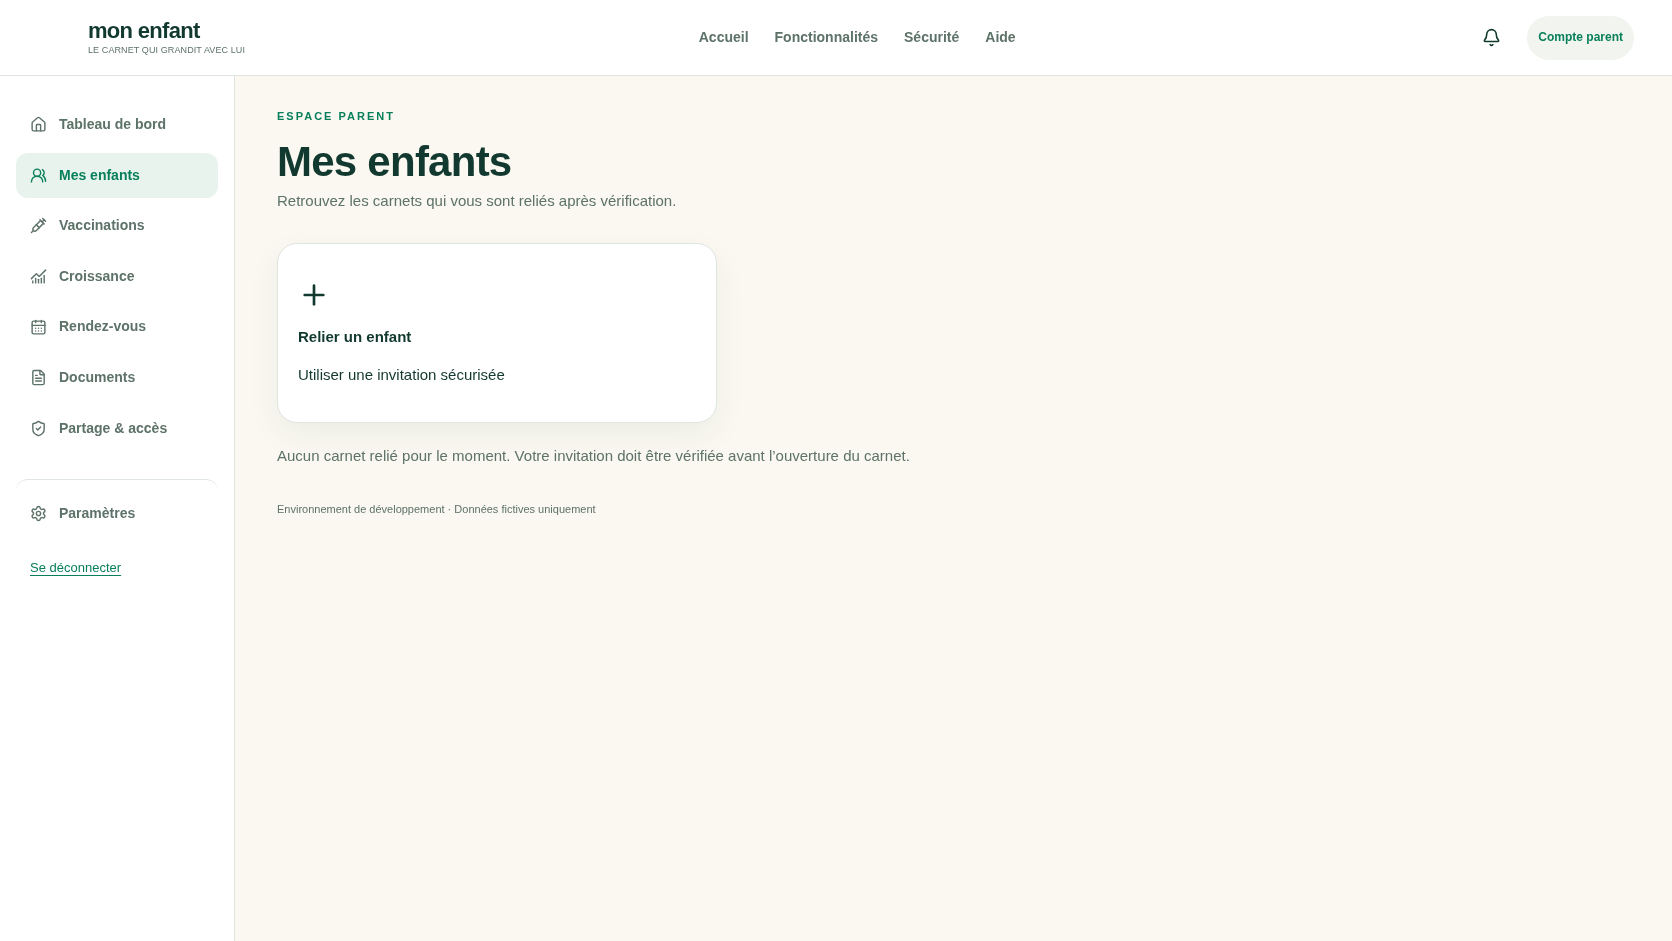 mon enfant
LE CARNET QUI GRANDIT AVEC LUI
Accueil
Fonctionnalités
Sécurité
Aide
Compte parent
Tableau de bord
Mes enfants
Vaccinations
Croissance
Rendez-vous
Documents
Partage & accès
Paramètres
Se déconnecter
ESPACE PARENT
Mes enfants
Retrouvez les carnets qui vous sont reliés après vérification.
Relier un enfant
Utiliser une invitation sécurisée
Aucun carnet relié pour le moment. Votre invitation doit être vérifiée avant l’ouverture du carnet.
Environnement de développement · Données fictives uniquement